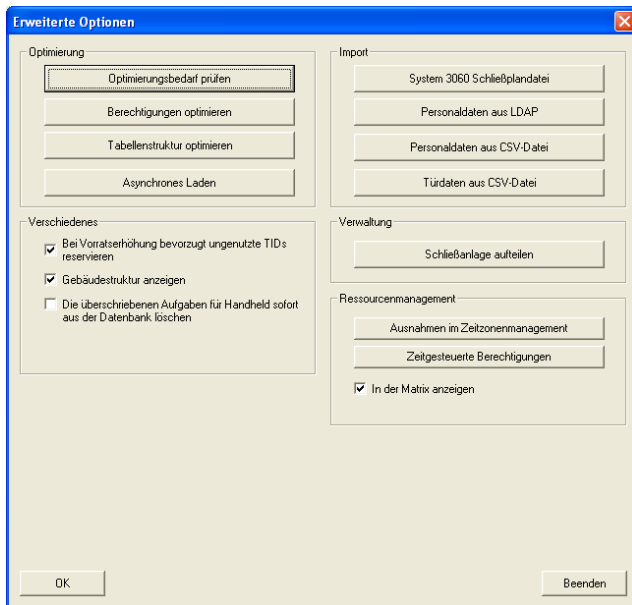 Erweiterte Optionen
Optimierung
Optimierungsbedarf prüfen
Berechtigungen optimieren
Tabellenstruktur optimieren
Asynchrones Laden
Import
System 3060 Schließplandatei
Personaldaten aus LDAP
Personaldaten aus CSV-Datei
Türdaten aus CSV-Datei
Verschiedenes
Bei Vorratserhöhung bevorzugt ungenutzte TIDs
reservieren
Gebäudestruktur anzeigen
Die überschriebenen Aufgaben für Handheld sofort
aus der Datenbank löschen
Verwaltung
Schließanlage aufteilen
Ressourcenmanagement
Ausnahmen im Zeitzonenmanagement
Zeitgesteuerte Berechtigungen
In der Matrix anzeigen
OK
Beenden